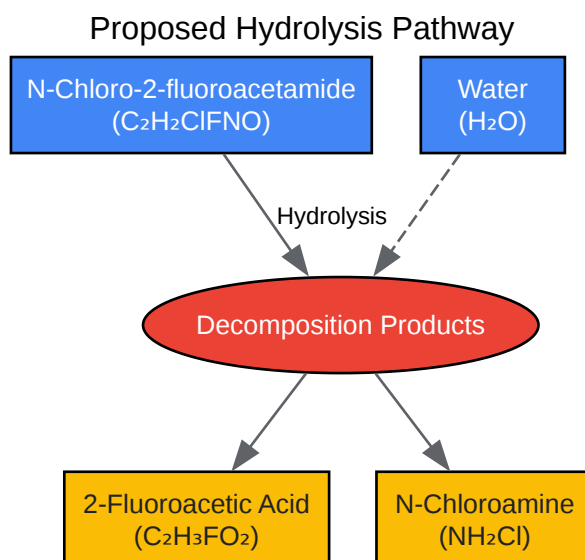 Proposed Hydrolysis Pathway
N-Chloro-2-fluoroacetamide
(C₂H₂ClFNO)
Water
(H₂O)
Hydrolysis
Decomposition Products
2-Fluoroacetic Acid
(C₂H₃FO₂)
N-Chloroamine
(NH₂Cl)